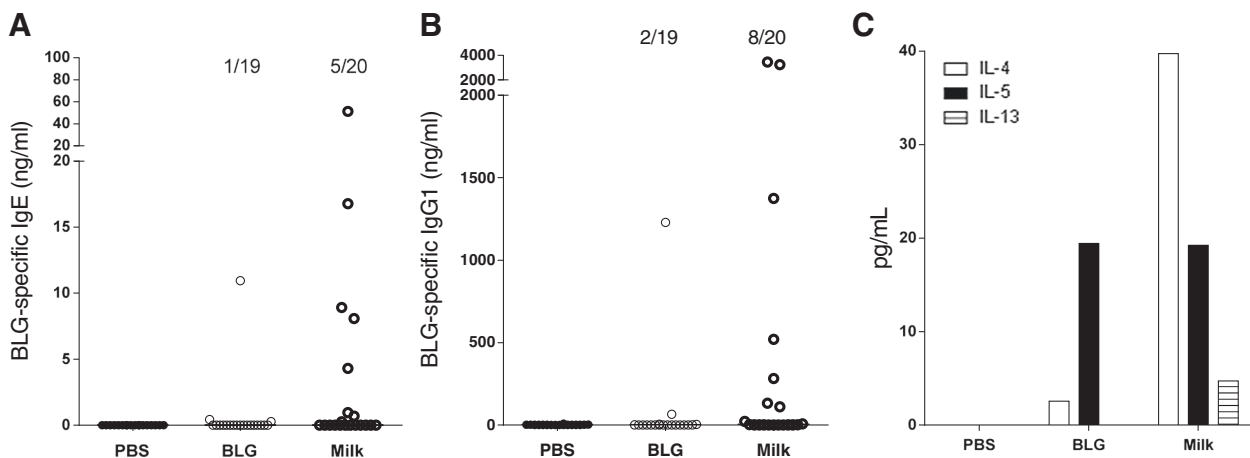 A
BLG-specific IgE (ng/ml)
1/19 5/20
100
80
60
40
20
20
15
10
5
0
PBS BLG Milk
B
BLG-specific IgG1 (ng/ml)
2/19 8/20
4000
2000
2000
1500
1000
500
0
PBS BLG Milk
C
pg/mL
40
30
20
10
0
IL-4
IL-5
IL-13
PBS BLG Milk